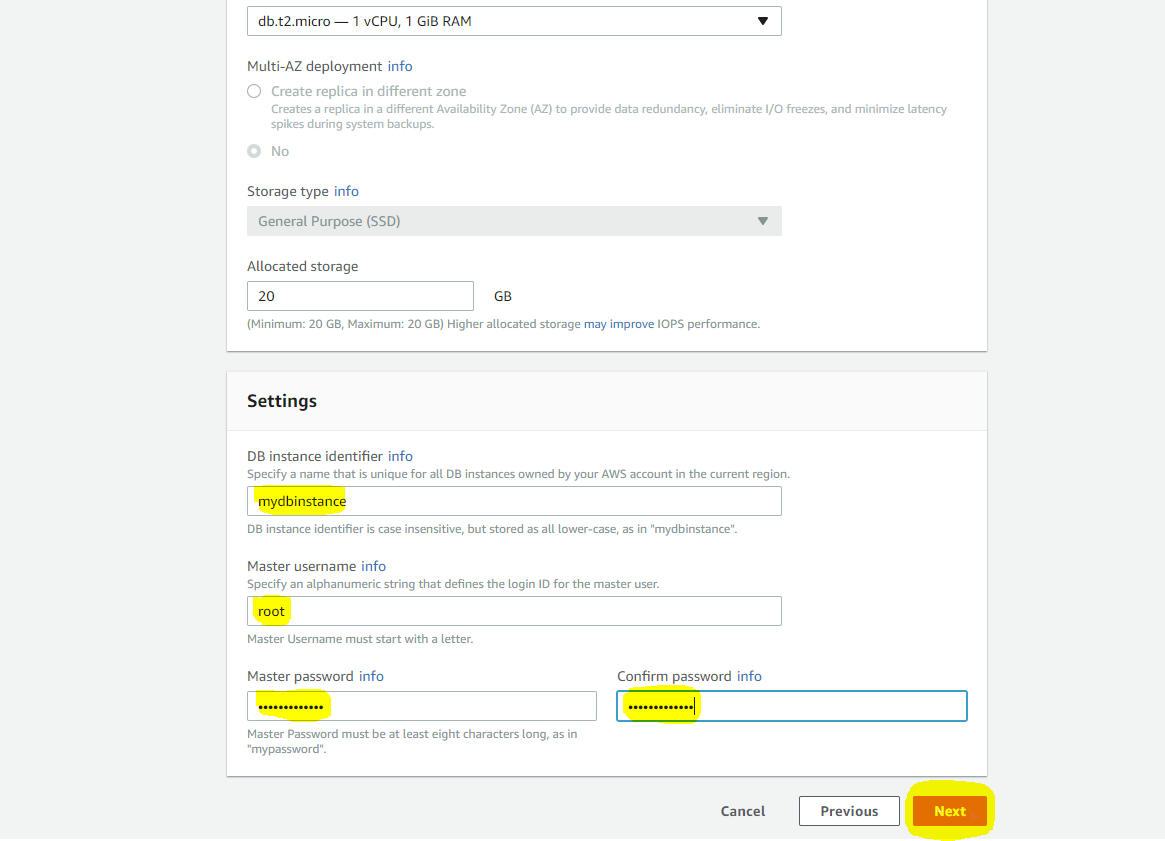 db.t2.micro — 1 vCPU, 1 GiB RAM
Multi-AZ deployment info
Create replica in different zone
Creates a replica in a different Availability Zone (AZ) to provide data redundancy, eliminate I/O freezes, and minimize latency
spikes during system backups.
No
Storage type info
General Purpose (SSD)
Allocated storage
20 GB
(Minimum: 20 GB, Maximum: 20 GB) Higher allocated storage may improve IOPS performance.
Settings
DB instance identifier info
Specify a name that is unique for all DB instances owned by your AWS account in the current region.
mydbinstance
DB instance identifier is case insensitive, but stored as all lower-case, as in "mydbinstance".
Master username info
Specify an alphanumeric string that defines the login ID for the master user.
root
Master Username must start with a letter.
Master password info Confirm password info
••••••••••••• •••••••••••••
Master Password must be at least eight characters long, as in
"mypassword".
Cancel Previous Next